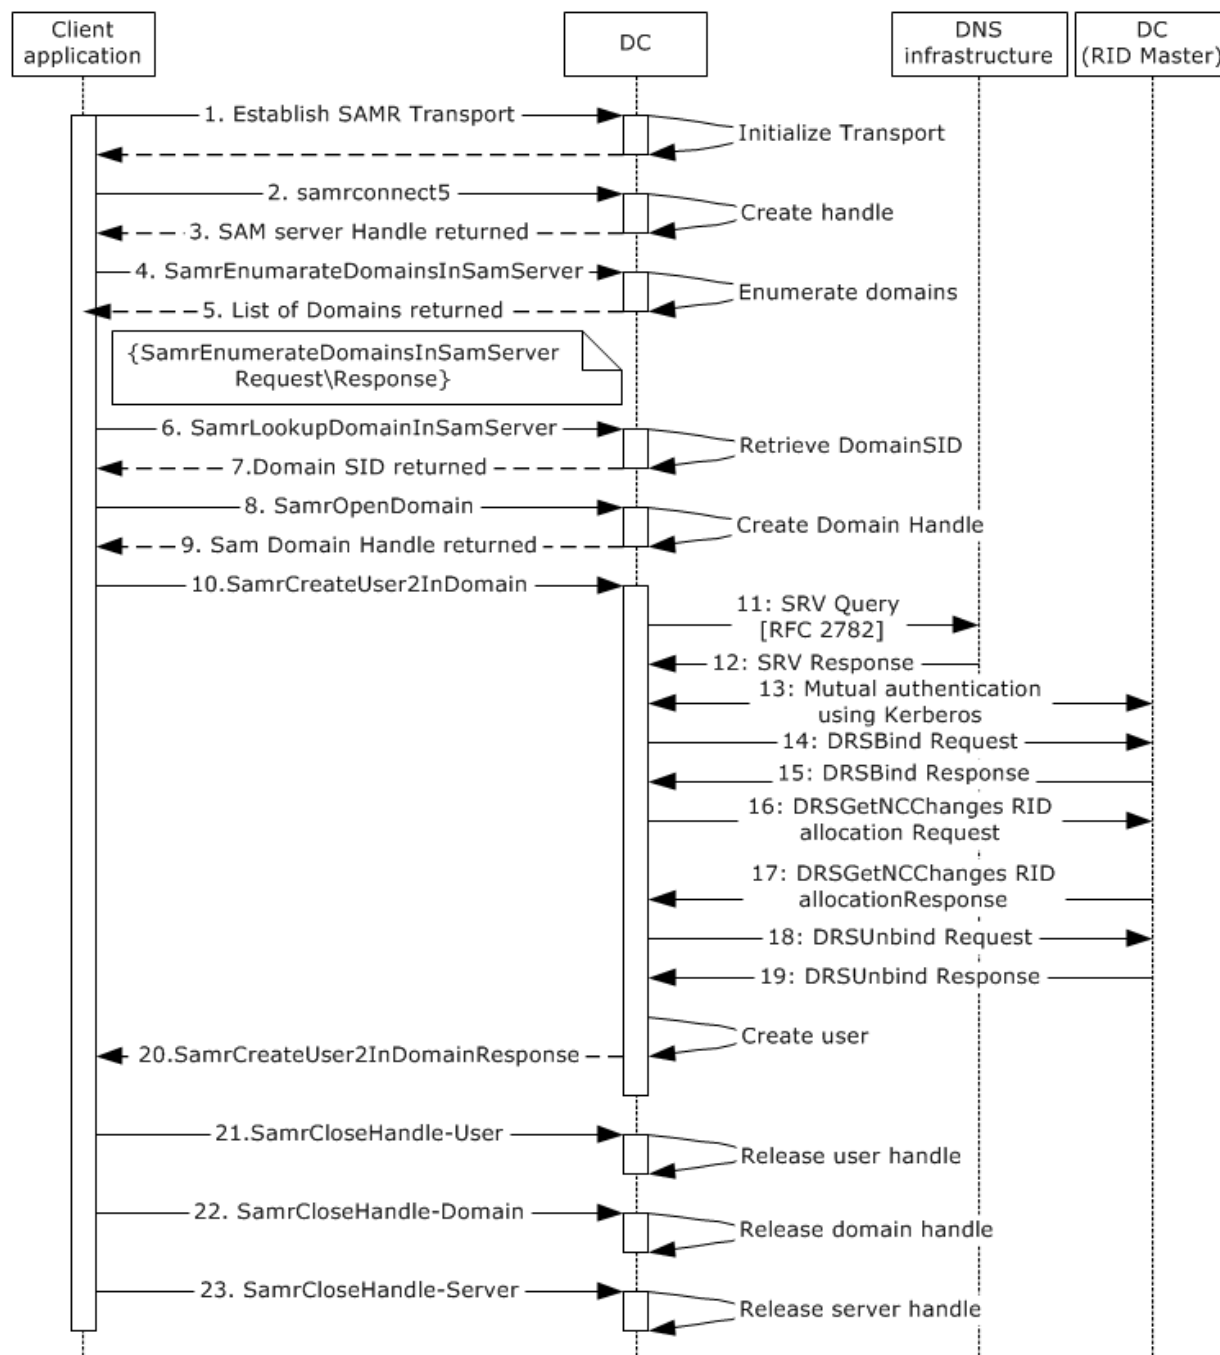 Client
application
DC
DNS
infrastructure
DC
(RID Master)
1. Establish SAMR Transport
Initialize Transport
2. samrconnect5
Create handle
3. SAM server Handle returned
4. SamrEnumarateDomainsInSamServer
Enumerate domains
5. List of Domains returned
{SamrEnumerateDomainsInSamServer
Request\Response}
6. SamrLookupDomainInSamServer
Retrieve DomainSID
7.Domain SID returned
8. SamrOpenDomain
Create Domain Handle
9. Sam Domain Handle returned
10.SamrCreateUser2InDomain
11: SRV Query
[RFC 2782]
12: SRV Response
13: Mutual authentication
using Kerberos
14: DRSBind Request
15: DRSBind Response
16: DRSGetNCChanges RID
allocation Request
17: DRSGetNCChanges RID
allocationResponse
18: DRSUnbind Request
19: DRSUnbind Response
Create user
20.SamrCreateUser2InDomainResponse
21.SamrCloseHandle-User
Release user handle
22. SamrCloseHandle-Domain
Release domain handle
23. SamrCloseHandle-Server
Release server handle